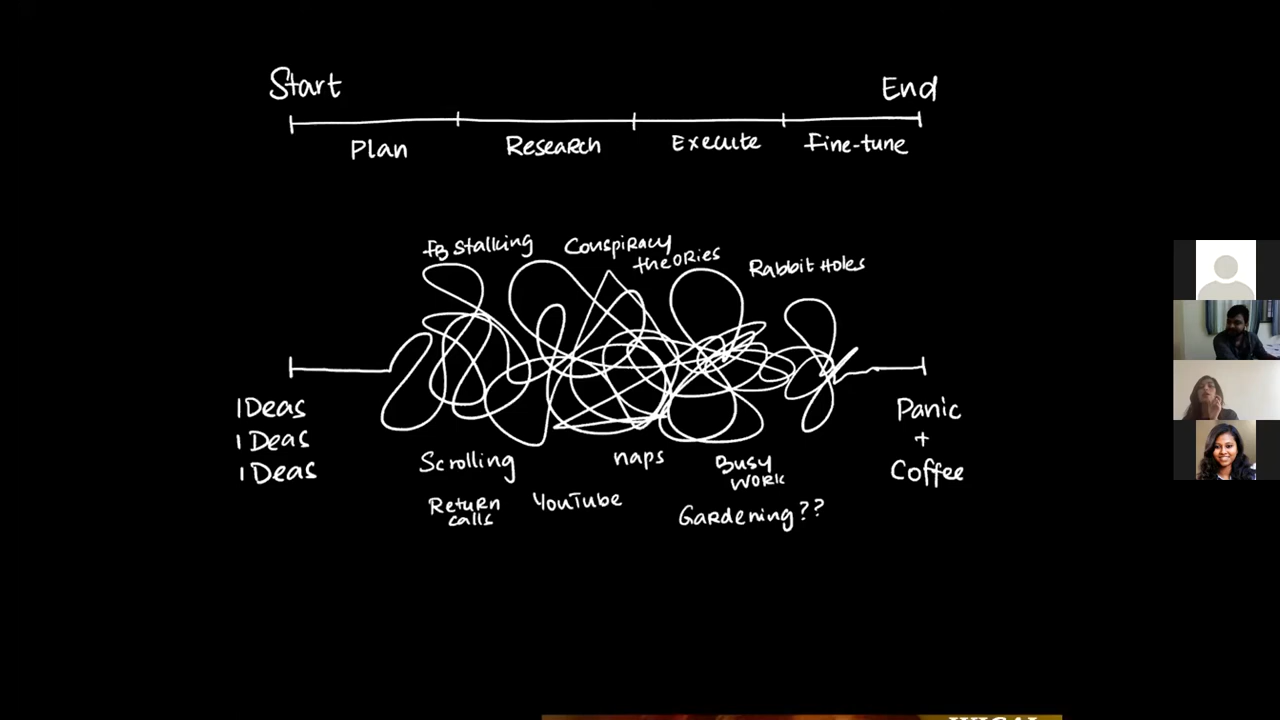 Start
End
Plan
Research
Execute
Fine-tune
FB Stalking
Conspiracy
theories
Rabbit Holes
IDeas
IDeas
IDeas
Panic
+
Coffee
Scrolling
naps
Busy
work
Return
calls
YouTube
Gardening??